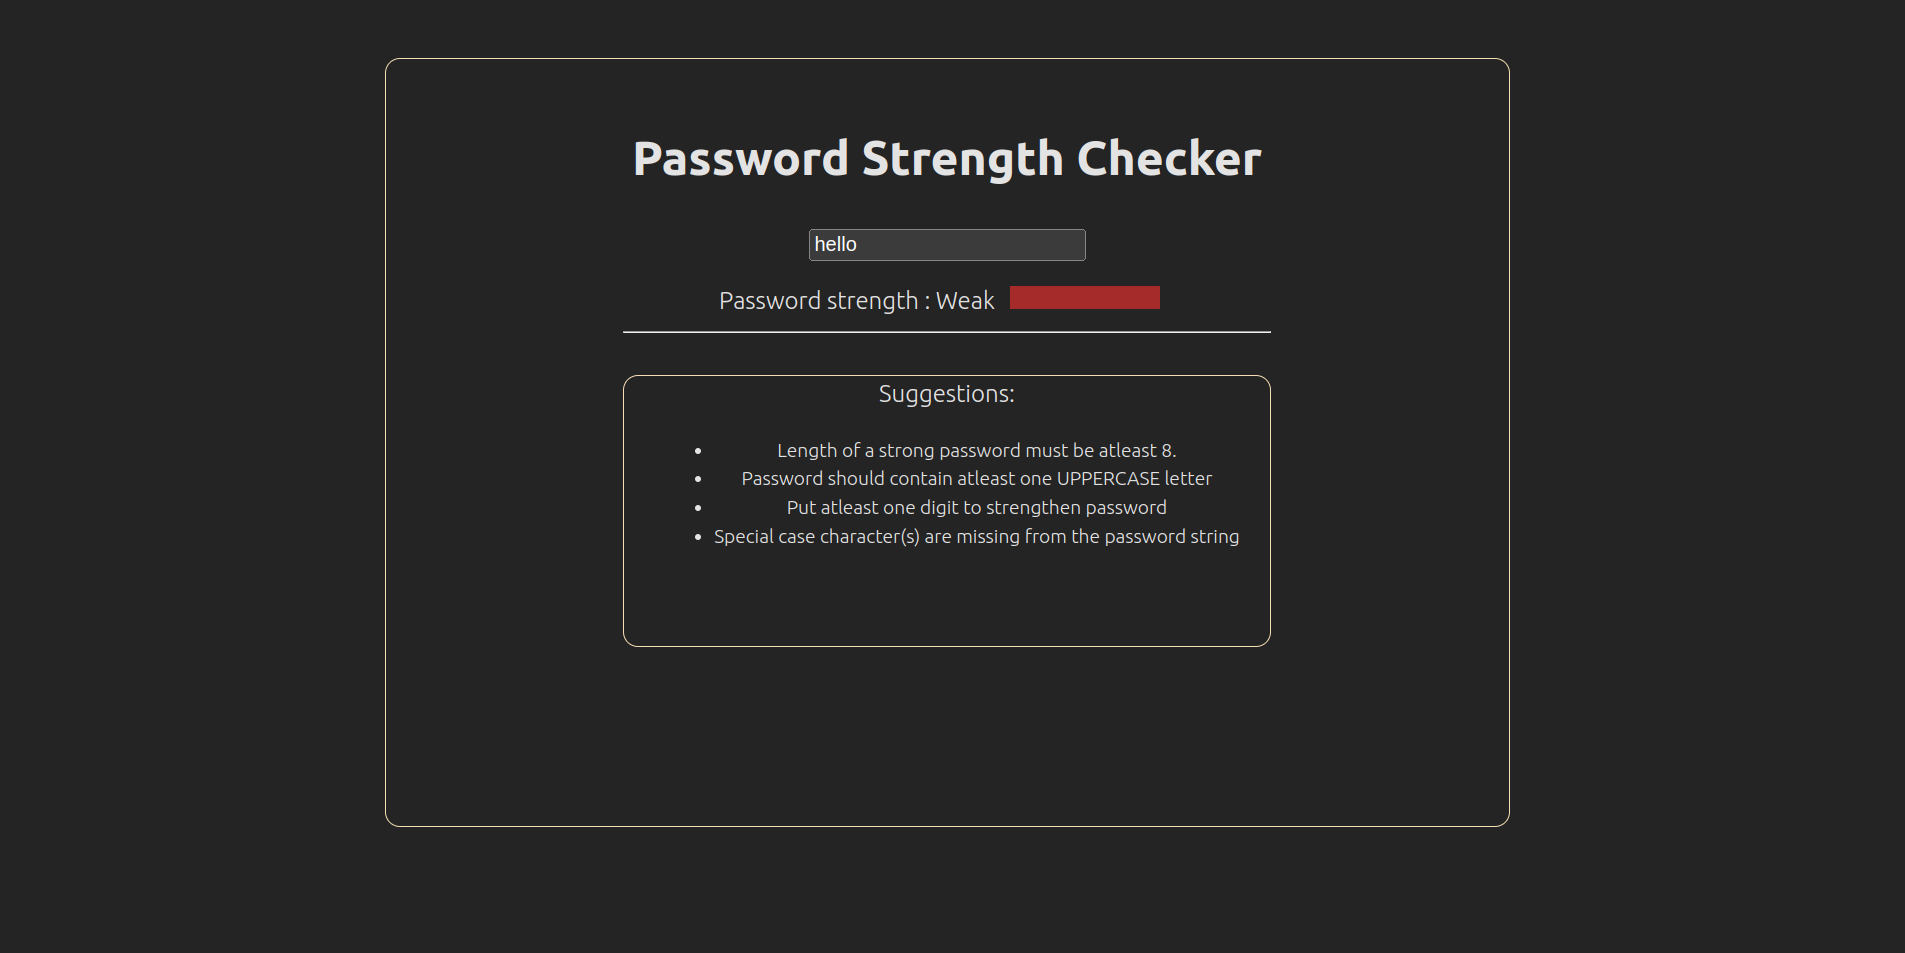 Password Strength Checker
hello
Password strength : Weak
Suggestions:
Length of a strong password must be atleast 8.
Password should contain atleast one UPPERCASE letter
Put atleast one digit to strengthen password
Special case character(s) are missing from the password string